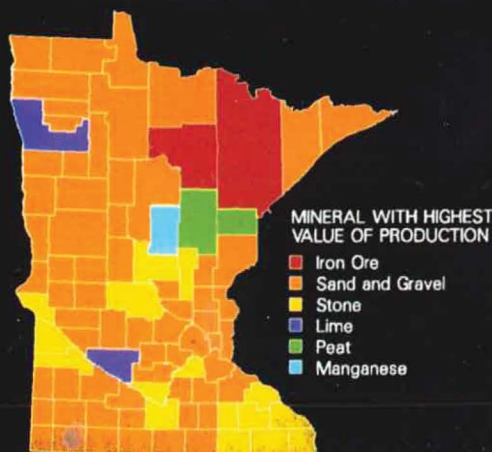 MINERAL WITH HIGHEST
VALUE OF PRODUCTION
Iron Ore
Sand and Gravel
Stone
Lime
Peat
Manganese